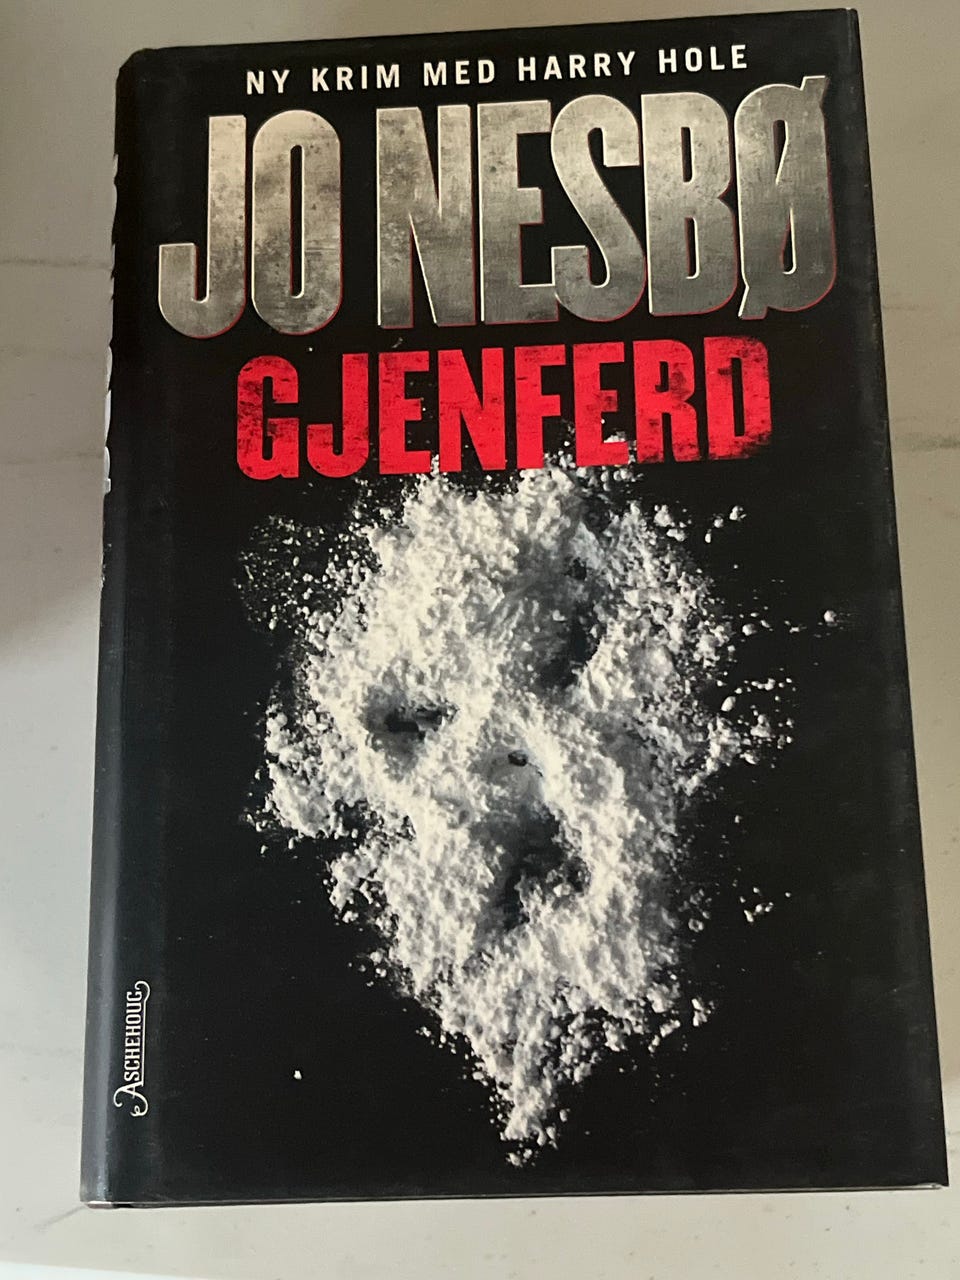 NY KRIM MED HARRY HOLE
JO NESBØ
GJENFERD
ASCHEHOUG